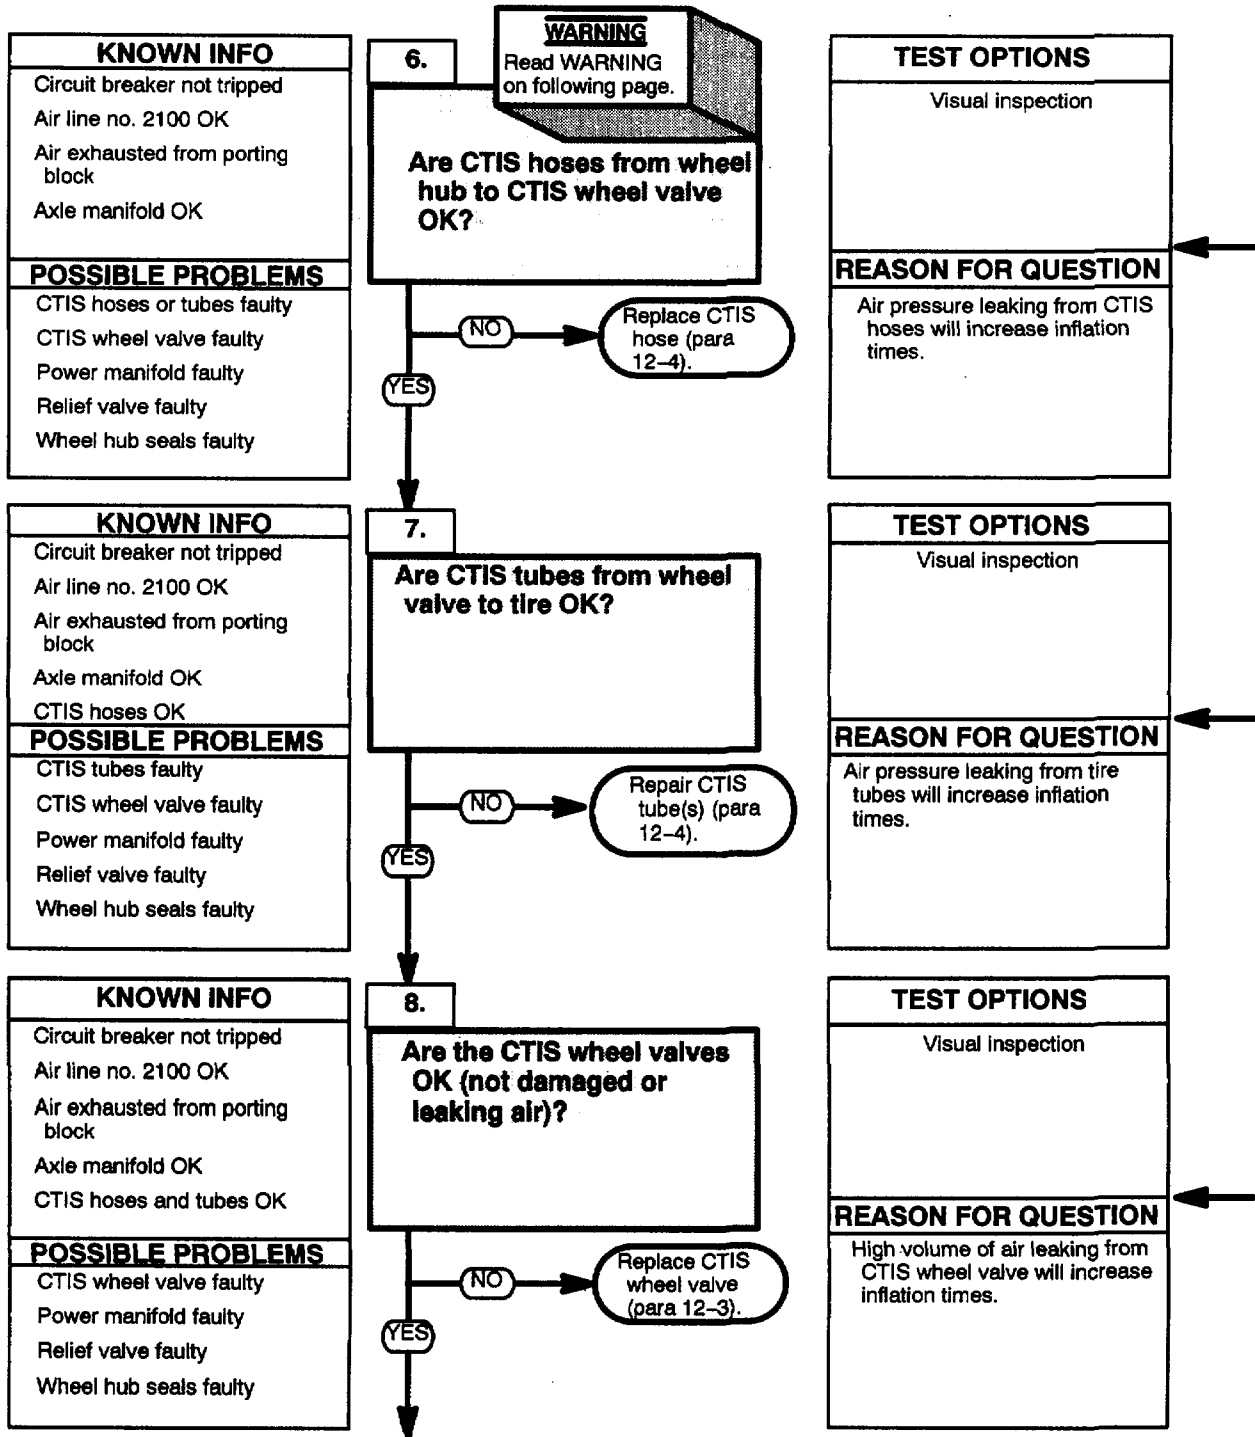 KNOWN INFO
Circuit breaker not tripped
Air line no. 2100 OK
Air exhausted from porting
block
Axle manifold OK
POSSIBLE PROBLEMS
CTIS hoses or tubes faulty
CTIS wheel valve faulty
Power manifold faulty
Relief valve faulty
Wheel hub seals faulty
6.
WARNING
Read WARNING
on following page.
Are CTIS hoses from wheel
hub to CTIS wheel valve
OK?
NO
Replace CTIS
hose (para
12–4).
YES
TEST OPTIONS
Visual inspection
REASON FOR QUESTION
Air pressure leaking from CTIS
hoses will increase inflation
times.
KNOWN INFO
Circuit breaker not tripped
Air line no. 2100 OK
Air exhausted from porting
block
Axle manifold OK
CTIS hoses OK
POSSIBLE PROBLEMS
CTIS tubes faulty
CTIS wheel valve faulty
Power manifold faulty
Relief valve faulty
Wheel hub seals faulty
7.
Are CTIS tubes from wheel
valve to tire OK?
NO
Repair CTIS
tube(s) (para
12–4).
YES
TEST OPTIONS
Visual inspection
REASON FOR QUESTION
Air pressure leaking from tire
tubes will increase inflation
times.
KNOWN INFO
Circuit breaker not tripped
Air line no. 2100 OK
Air exhausted from porting
block
Axle manifold OK
CTIS hoses and tubes OK
POSSIBLE PROBLEMS
CTIS wheel valve faulty
Power manifold faulty
Relief valve faulty
Wheel hub seals faulty
8.
Are the CTIS wheel valves
OK (not damaged or
leaking air)?
NO
Replace CTIS
wheel valve
(para 12–3).
YES
TEST OPTIONS
Visual inspection
REASON FOR QUESTION
High volume of air leaking from
CTIS wheel valve will increase
inflation times.